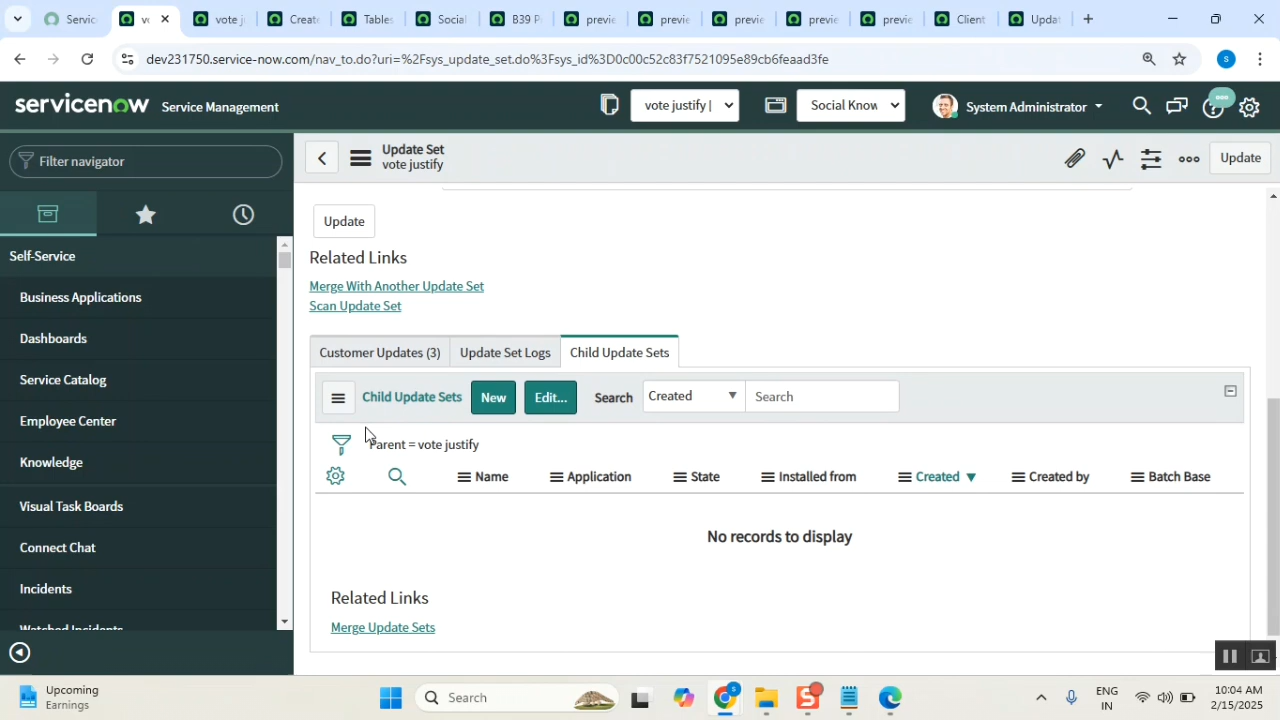 Servic
vo
vote j
Create
Tables
Social
B39 P
previe
previe
previe
previe
previe
Client
Updat
dev231750.service-now.com/nav_to.do?uri=%2Fsys_update_set.do%3Fsys_id%3D0c00c52c83f7521095e89cb6feaad3fe
S
servicenow Service Management
vote justify |
Social Know
System Administrator
Filter navigator
Update Set
vote justify
Update
Self-Service
Business Applications
Dashboards
Service Catalog
Employee Center
Knowledge
Visual Task Boards
Connect Chat
Incidents
Watched Incidents
Update
Related Links
Merge With Another Update Set
Scan Update Set
Customer Updates (3)
Update Set Logs
Child Update Sets
Child Update Sets
New
Edit...
Search
Created
Search
Parent = vote justify
Name
Application
State
Installed from
Created
Created by
Batch Base
No records to display
Related Links
Merge Update Sets
Upcoming
Earnings
Search
ENG
IN
10:04 AM
2/15/2025